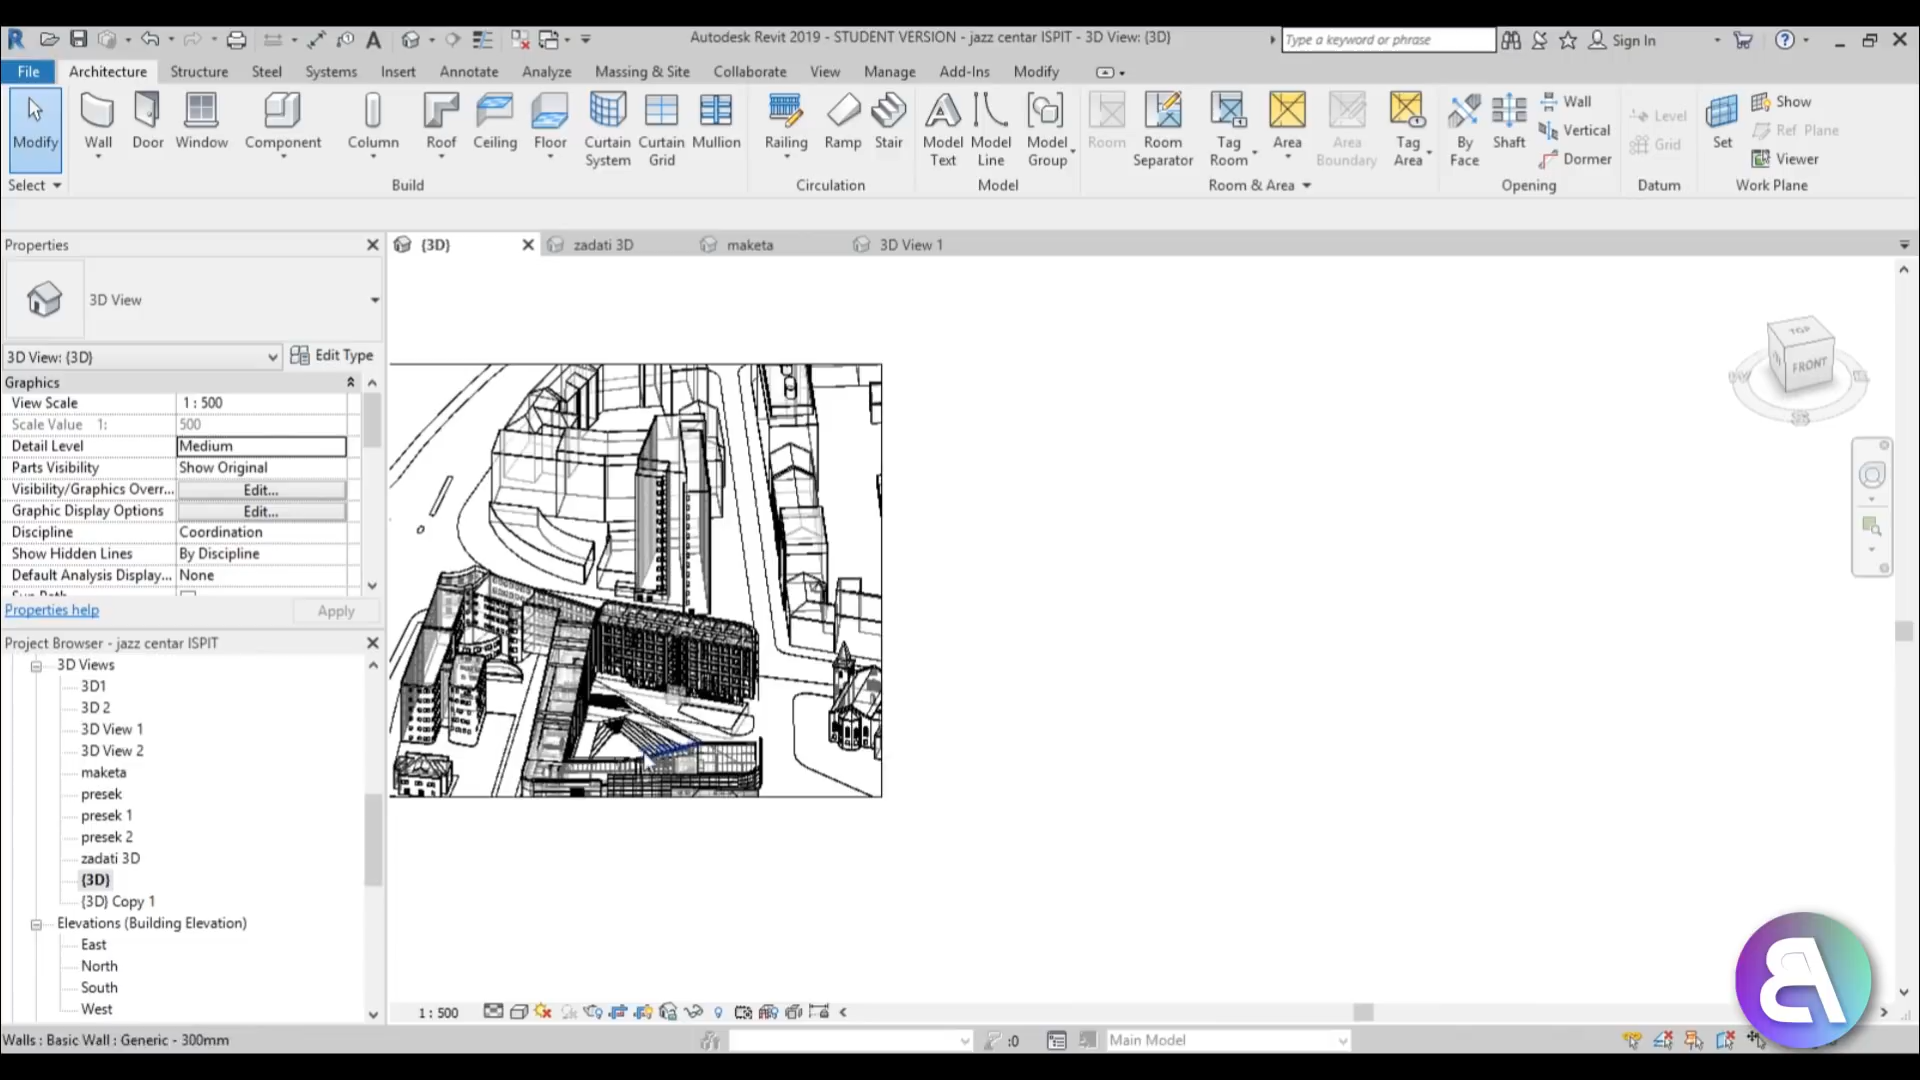 Autodesk Revit 2019 - STUDENT VERSION - jazz centar ISPIT - 3D View: {3D}
Type a keyword or phrase
Sign In
File Architecture Structure Steel Systems Insert Annotate Analyze Massing & Site Collaborate View Manage Add-Ins Modify
Modify
Wall
Door
Window
Component
Column
Roof
Ceiling
Floor
Curtain System
Curtain Grid
Mullion
Railing
Ramp
Stair
Model Text
Model Line
Model Group
Room
Room Separator
Tag Room
Area
Area Boundary
Tag Area
By Face
Shaft
Wall
Vertical
Dormer
Level
Grid
Set
Show
Ref Plane
Viewer
Select Build Circulation Model Room & Area Opening Datum Work Plane
Properties
{3D} zadati 3D maketa 3D View 1
3D View
3D View: {3D} Edit Type
Graphics
View Scale 1 : 500
Scale Value 1: 500
Detail Level Medium
Parts Visibility Show Original
Visibility/Graphics Overr... Edit...
Graphic Display Options Edit...
Discipline Coordination
Show Hidden Lines By Discipline
Default Analysis Display... None
Properties help Apply
Project Browser - jazz centar ISPIT
3D Views
3D1
3D 2
3D View 1
3D View 2
maketa
presek
presek 1
presek 2
zadati 3D
{3D}
{3D} Copy 1
Elevations (Building Elevation)
East
North
South
West
TOP
FRONT
1 : 500
Walls : Basic Wall : Generic - 300mm
:0
Main Model